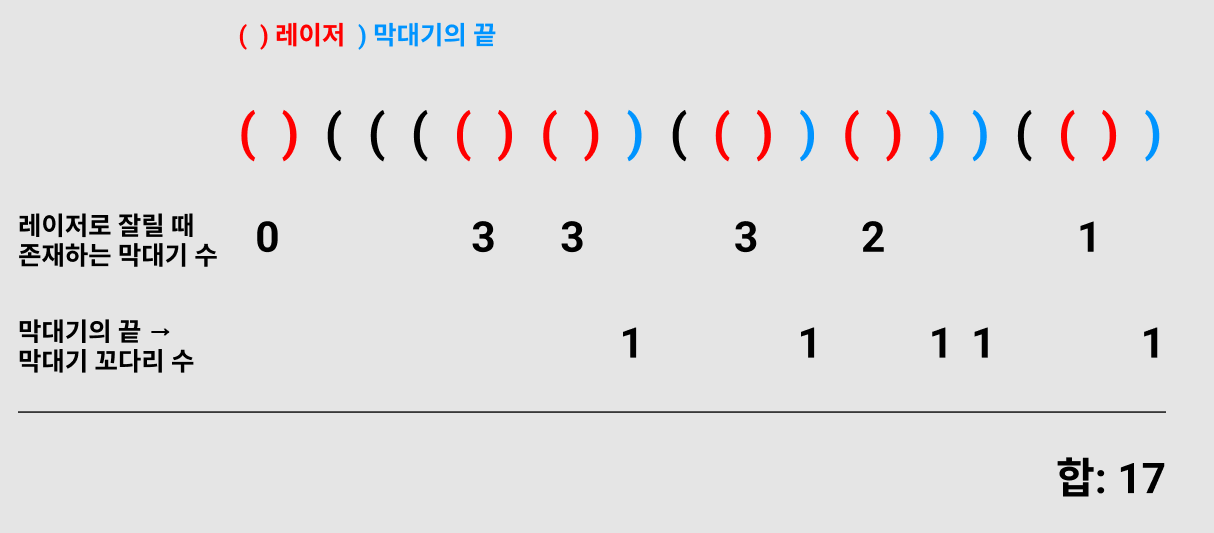 ( ) 레이저 ) 막대기의 끝
( ) ( ( ( ( ) ( ) ) ( ( ) ) ( ) ) ) ( ( ) )
레이저로 잘릴 때
존재하는 막대기 수
0 3 3 3 2 1
막대기의 끝 →
막대기 꼬다리 수
1 1 1 1 1
합: 17